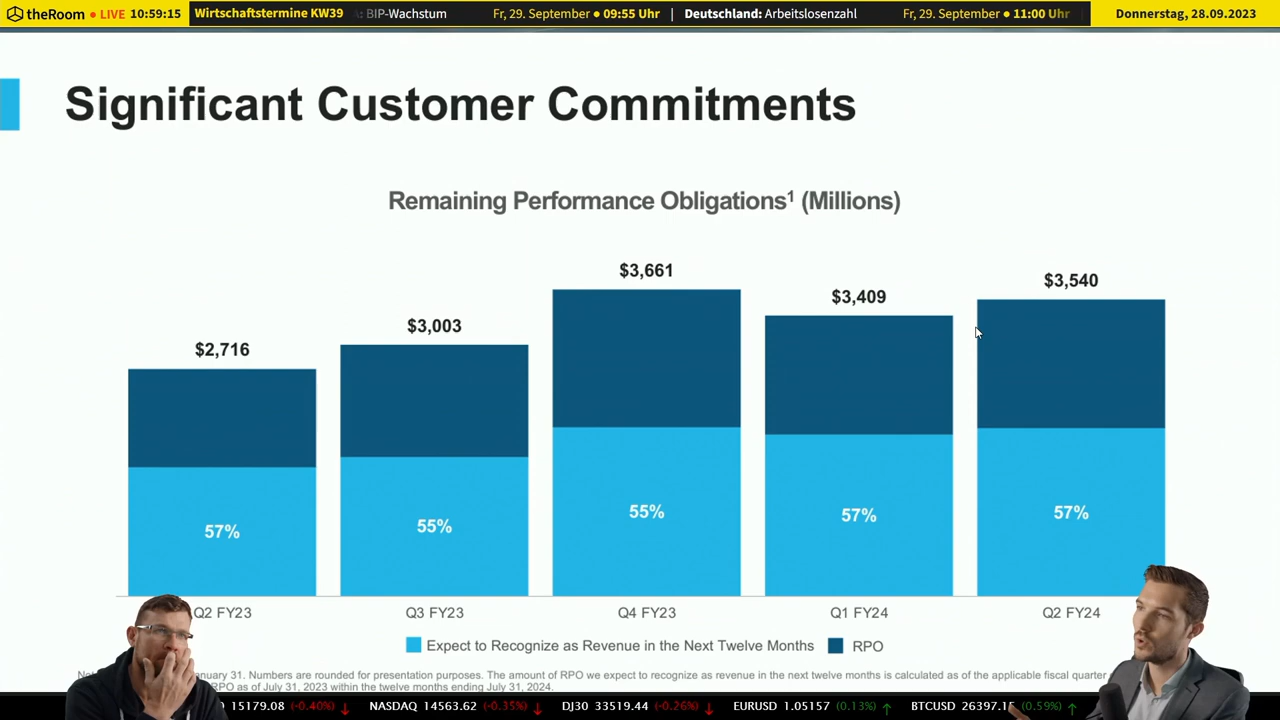 theRoom • LIVE 10:59:15 Wirtschaftstermine KW39 BIP-Wachstum Fr, 29. September • 09:55 Uhr | Deutschland: Arbeitslosenzahl Fr, 29. September • 11:00 Uhr Donnerstag, 28.09.2023
Significant Customer Commitments
Remaining Performance Obligations¹ (Millions)
$2,716 $3,003 $3,661 $3,409 $3,540
57% 55% 55% 57% 57%
Q2 FY23 Q3 FY23 Q4 FY23 Q1 FY24 Q2 FY24
Expect to Recognize as Revenue in the Next Twelve Months RPO
31. Numbers are rounded for presentation purposes. The amount of RPO we expect to recognize as revenue in the next twelve months is calculated as of the applicable fiscal quarter
RPO as of July 31, 2023 within the twelve months ending July 31, 2024.
15179.08 (-0.40%) ↓ NASDAQ 14563.62 (-0.35%) ↓ DJ30 33519.44 (-0.26%) ↓ EURUSD 1.05157 (0.13%) ↑ BTCUSD 26397.15 (0.59%) ↑